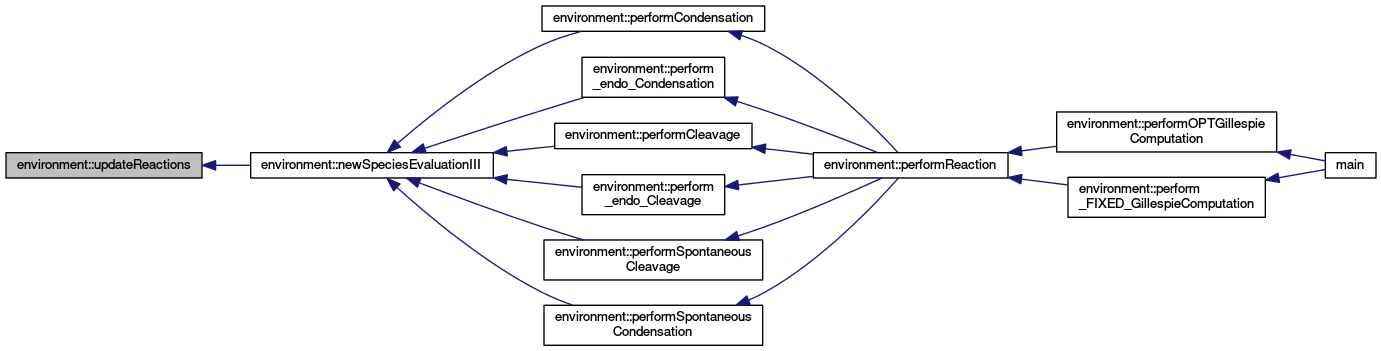 environment::updateReactions
environment::newSpeciesEvaluationIII
environment::performCondensation
environment::perform
_endo_Condensation
environment::performCleavage
environment::perform
_endo_Cleavage
environment::performSpontaneous
Cleavage
environment::performSpontaneous
Condensation
environment::performReaction
environment::performOPTGillespie
Computation
environment::perform
_FIXED_GillespieComputation
main